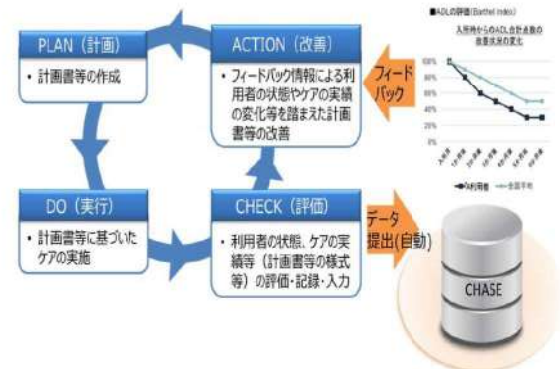 PLAN（計画）
・計画書等の作成
ACTION（改善）
・フィードバック情報による利
用者の状態やケアの実績
の変化等を踏まえた計画
書等の改善
フィード
バック
■ADLの評価(Barthel Index)
入所時からのADL合計点数の
改善状況の変化
100%
100%
80%
60%
40%
20%
0%
入所時
利用者
全国平均
DO（実行）
・計画書等に基づいた
ケアの実施
CHECK（評価）
・利用者の状態、ケアの実
績等（計画書等の様式
等）の評価・記録・入力
データ
提出(自動)
CHASE